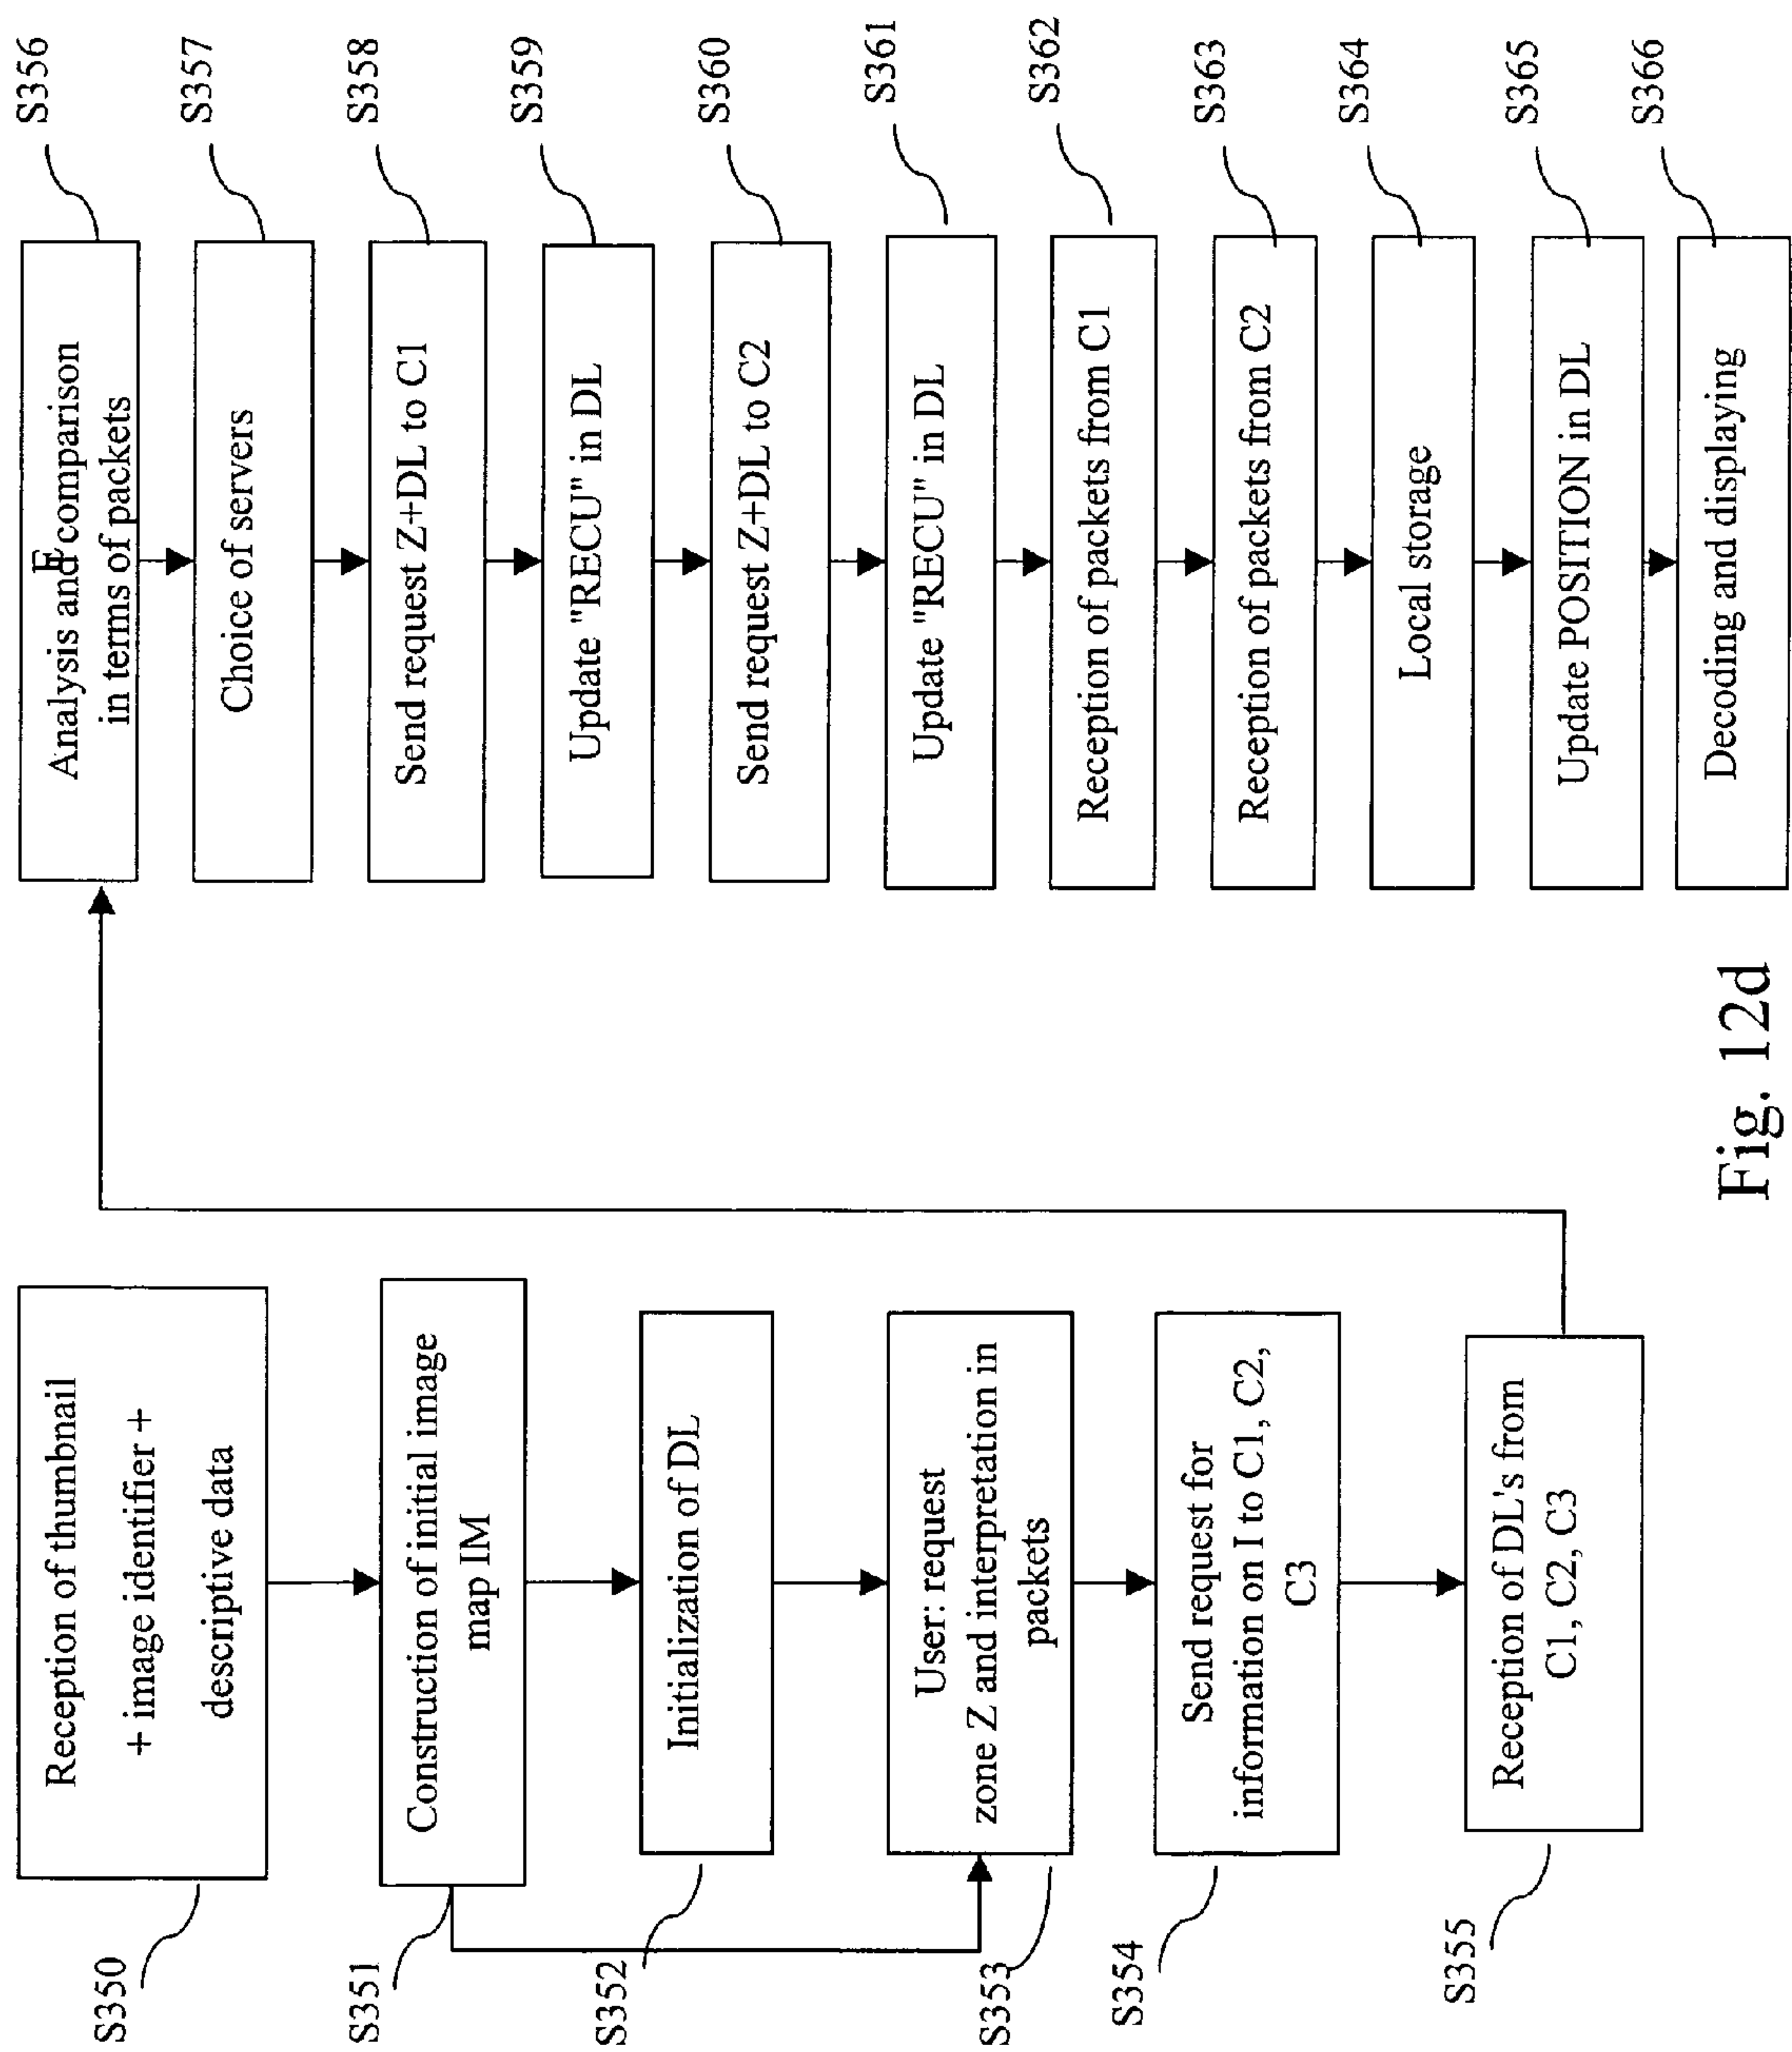 S350
Reception of thumbnail
+ image identifier +
descriptive data
S351
Construction of initial image
map IM
S352
Initialization of DL
S353
User: request
zone Z and interpretation in
packets
S354
Send request for
information on I to C1, C2,
C3
S355
Reception of DL's from
C1, C2, C3
S356
E
Analysis and comparison
in terms of packets
S357
Choice of servers
S358
Send request Z+DL to C1
S359
Update "RECU" in DL
S360
Send request Z+DL to C2
S361
Update "RECU" in DL
S362
Reception of packets from C1
S363
Reception of packets from C2
S364
Local storage
S365
Update POSITION in DL
S366
Decoding and displaying
Fig. 12d